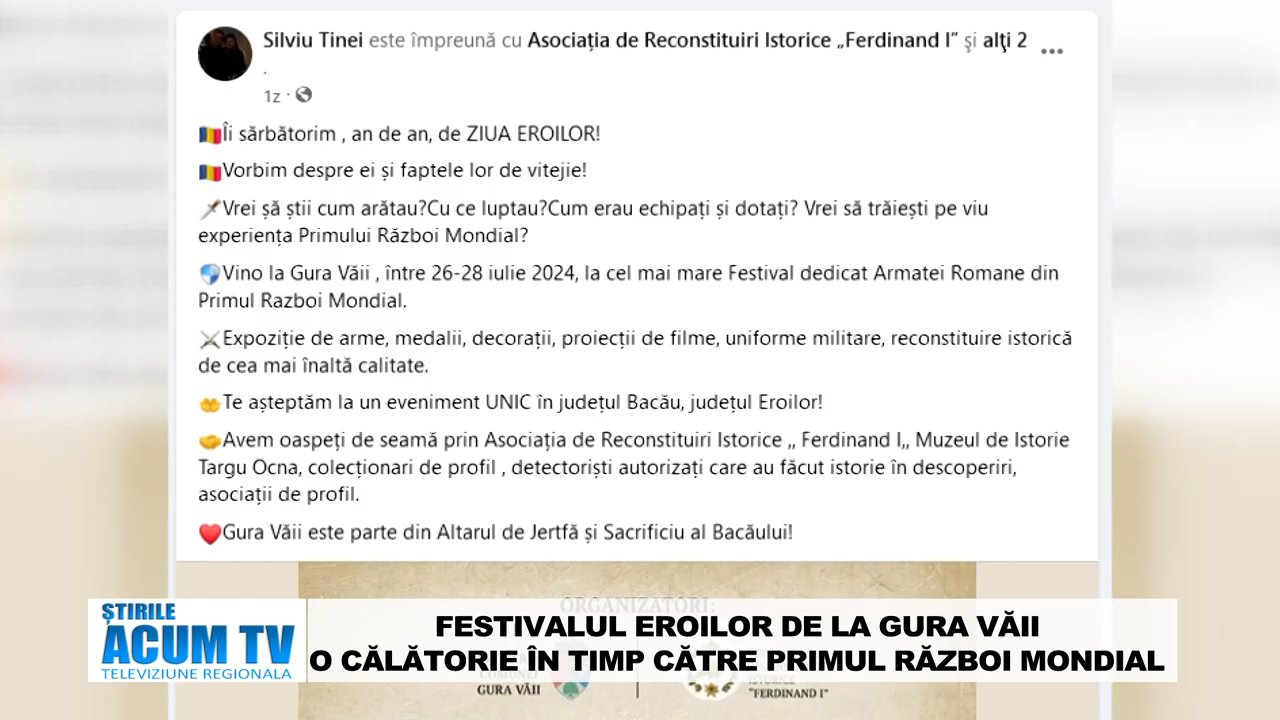 Silviu Tinei este împreună cu Asociația de Reconstituiri Istorice „Ferdinand I” și alţi 2
.
1z ·
Îi sărbătorim , an de an, de ZIUA EROILOR!
Vorbim despre ei și faptele lor de vitejie!
Vrei șă știi cum arătau?Cu ce luptau?Cum erau echipați și dotați? Vrei să trăiești pe viu
experiența Primului Război Mondial?
Vino la Gura Văii , între 26-28 iulie 2024, la cel mai mare Festival dedicat Armatei Romane din
Primul Razboi Mondial.
Expoziție de arme, medalii, decorații, proiecții de filme, uniforme militare, reconstituire istorică
de cea mai înaltă calitate.
Te așteptăm la un eveniment UNIC în județul Bacău, județul Eroilor!
Avem oaspeți de seamă prin Asociația de Reconstituiri Istorice ,, Ferdinand I,, Muzeul de Istorie
Targu Ocna, colecționari de profil , detectoriști autorizați care au făcut istorie în descoperiri,
asociații de profil.
Gura Văii este parte din Altarul de Jertfă și Sacrificiu al Bacăului!
ORGANIZATORI:
ȘTIRILE
ACUM TV
TELEVIZIUNE REGIONALA
FESTIVALUL EROILOR DE LA GURA VĂII
O CĂLĂTORIE ÎN TIMP CĂTRE PRIMUL RĂZBOI MONDIAL
COMUNEI
GURA VĂII
ISTORICE
"FERDINAND I"